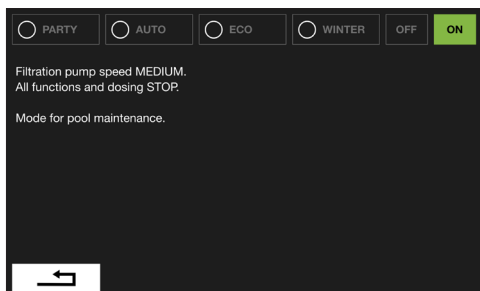 PARTY AUTO ECO WINTER OFF ON
Filtration pump speed MEDIUM.
All functions and dosing STOP.
Mode for pool maintenance.